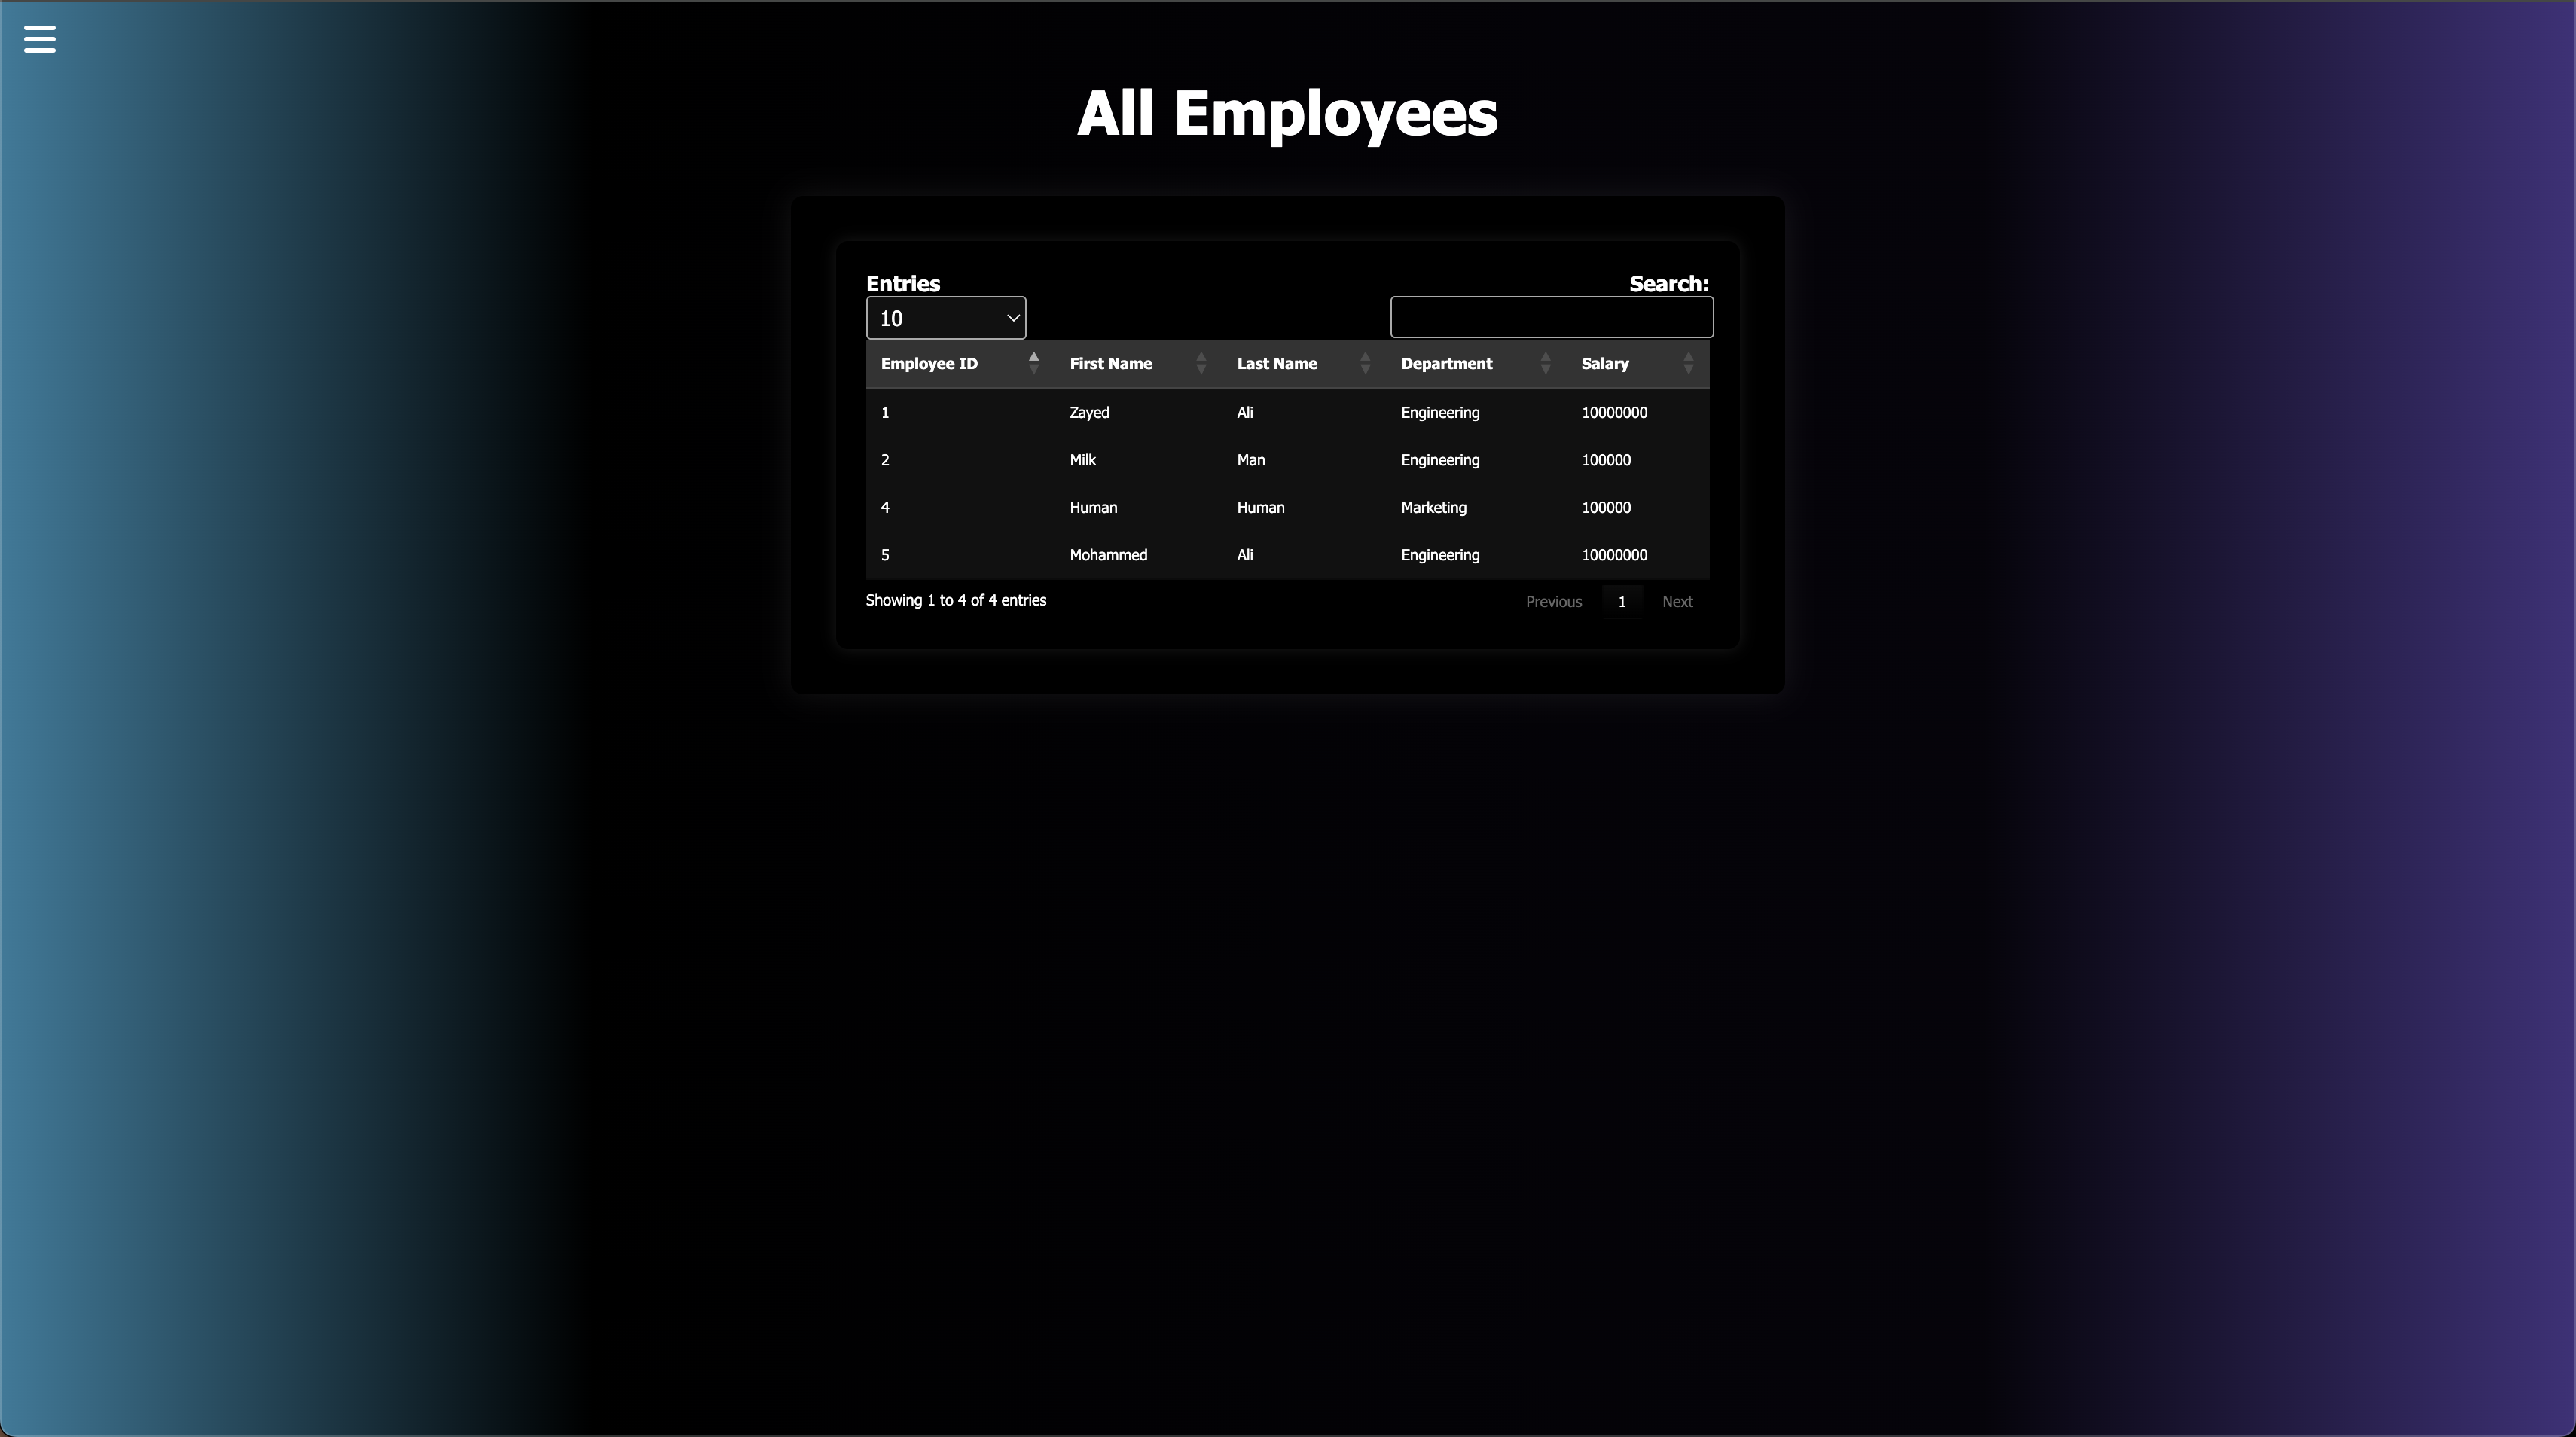 All Employees
Entries Search:
10
Employee ID First Name Last Name Department Salary
1 Zayed Ali Engineering 10000000
2 Milk Man Engineering 100000
4 Human Human Marketing 100000
5 Mohammed Ali Engineering 10000000
Showing 1 to 4 of 4 entries Previous 1 Next